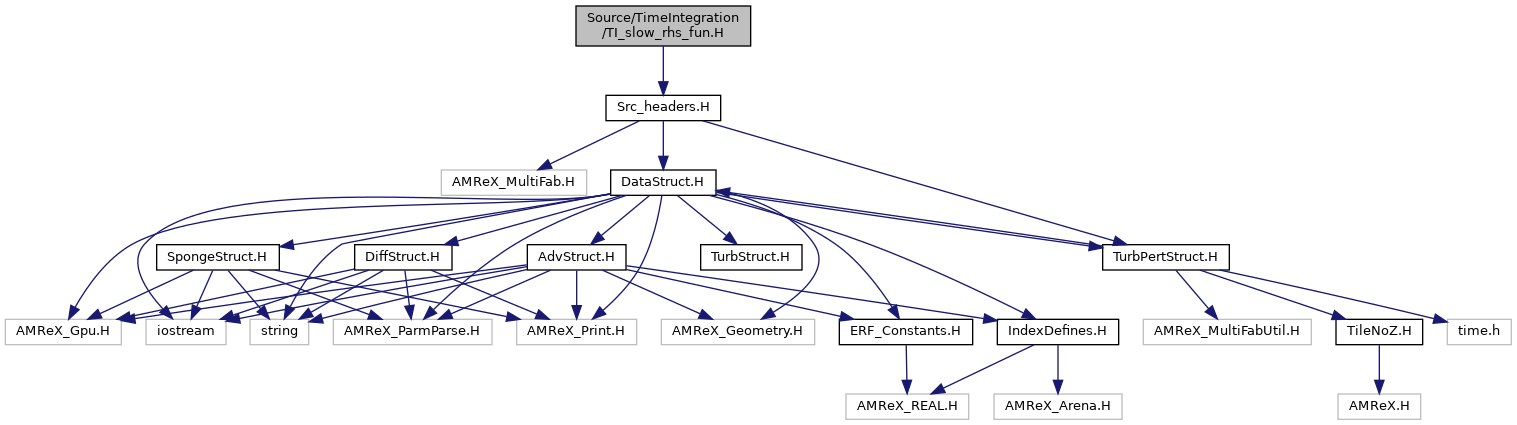 Source/TimeIntegration
/TI_slow_rhs_fun.H
Src_headers.H
AMReX_MultiFab.H
DataStruct.H
SpongeStruct.H
DiffStruct.H
AdvStruct.H
TurbStruct.H
TurbPertStruct.H
AMReX_Gpu.H
iostream
string
AMReX_ParmParse.H
AMReX_Print.H
AMReX_Geometry.H
ERF_Constants.H
IndexDefines.H
AMReX_MultiFabUtil.H
TileNoZ.H
time.h
AMReX_REAL.H
AMReX_Arena.H
AMReX.H